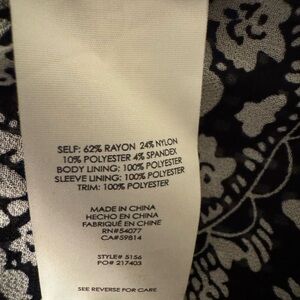 SELF: 62% RAYON 24% NYLON
10% POLYESTER 4% SPANDEX
BODY LINING: 100% POLYESTER
SLEEVE LINING: 100% POLYESTER
TRIM: 100% POLYESTER
MADE IN CHINA
HECHO EN CHINA
FABRIQUÉ EN CHINE
RN#54077
CA#59814
STYLE# 5156
PO# 217403
SEE REVERSE FOR CARE